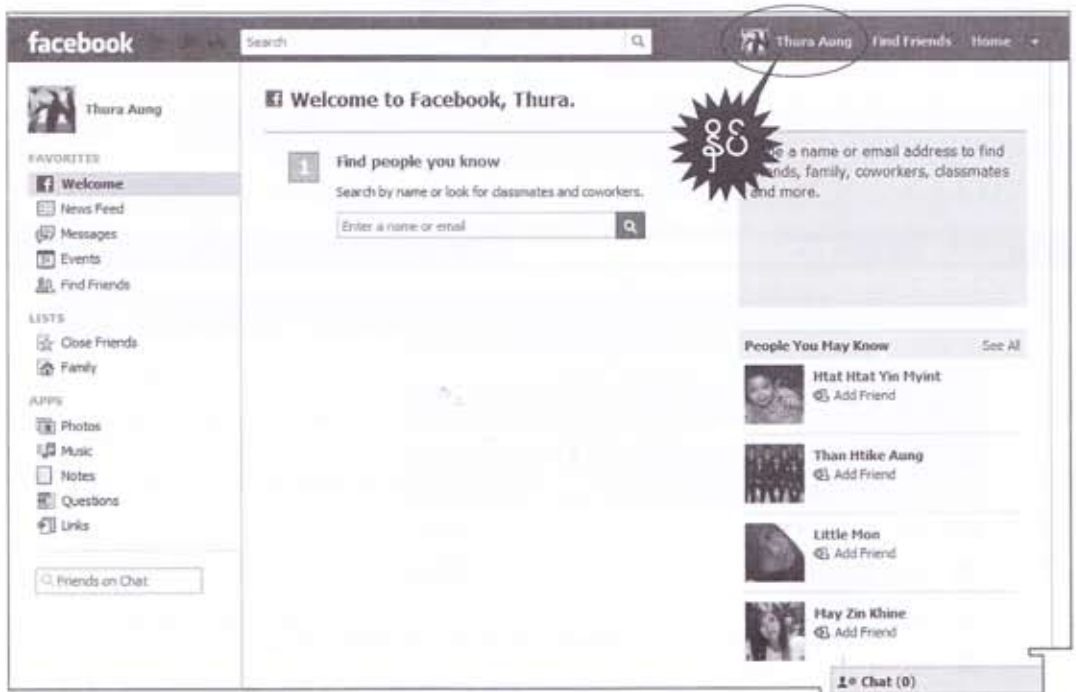 facebook
Search
Thura Aung Find Friends Home
Thura Aung
FAVORITES
Welcome
News Feed
Messages
Events
Find Friends
LISTS
Close Friends
Family
APPS
Photos
Music
Notes
Questions
Links
Friends on Chat
Welcome to Facebook, Thura.
1 Find people you know
Search by name or look for classmates and coworkers.
Enter a name or email
နှိပ်
a name or email address to find
family, coworkers, classmates
and more.
People You May Know See All
Htat Htat Yin Myint
Add Friend
Than Htike Aung
Add Friend
Little Mon
Add Friend
May Zin Khine
Add Friend
Chat (0)